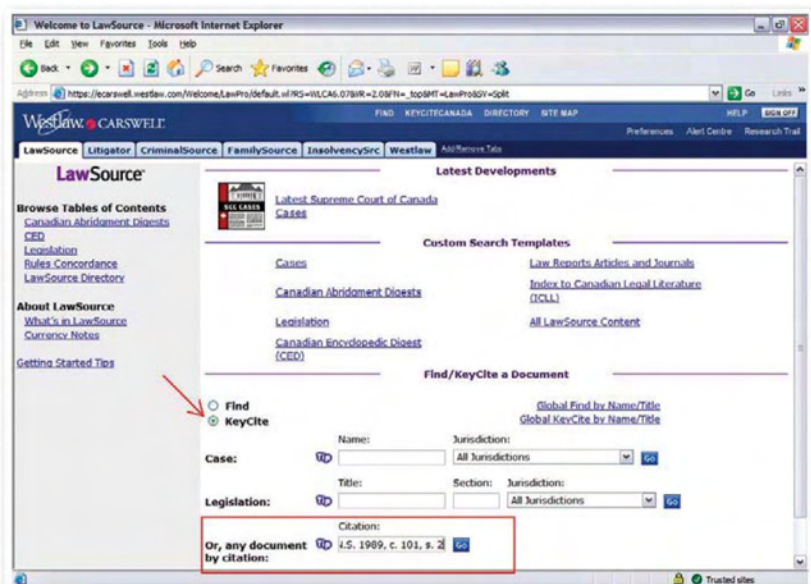 Welcome to LawSource - Microsoft Internet Explorer
File Edit View Favorites Tools Help
Back Search Favorites
Address https://ecarswell.westlaw.com/Welcome/LawPro/default.wl?RS=WLCA6.07&VR=2.0&FN=_top&MT=LawPro&SV=Split Go Links »
Westlaw CARSWELL
FIND KEYCITECANADA DIRECTORY SITE MAP HELP SIGN OFF
Preferences Alert Centre Research Trail
LawSource Litigator CriminalSource FamilySource InsolvencySrc Westlaw Add/Remove Tabs
LawSource
Browse Tables of Contents
Canadian Abridgment Digests
CED
Legislation
Rules Concordance
LawSource Directory
About LawSource
What's in LawSource
Currency Notes
Getting Started Tips
Latest Developments
SCC CASES
Latest Supreme Court of Canada
Cases
Custom Search Templates
Cases
Canadian Abridgment Digests
Legislation
Canadian Encyclopedic Digest
(CED)
Law Reports Articles and Journals
Index to Canadian Legal Literature
(ICLL)
All LawSource Content
Find/KeyCite a Document
Find
KeyCite
Global Find by Name/Title
Global KeyCite by Name/Title
Name: Jurisdiction:
Case: All Jurisdictions Go
Title: Section: Jurisdiction:
Legislation: All Jurisdictions Go
Citation:
Or, any document
by citation:
.S. 1989, c. 101, s. 2 Go
Trusted sites